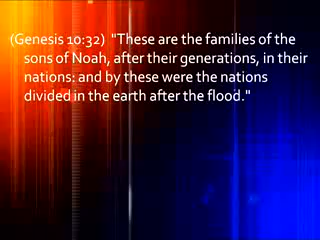 (Genesis 10:32)  "These are the families of the
sons of Noah, after their generations, in their
nations: and by these were the nations
divided in the earth after the flood."